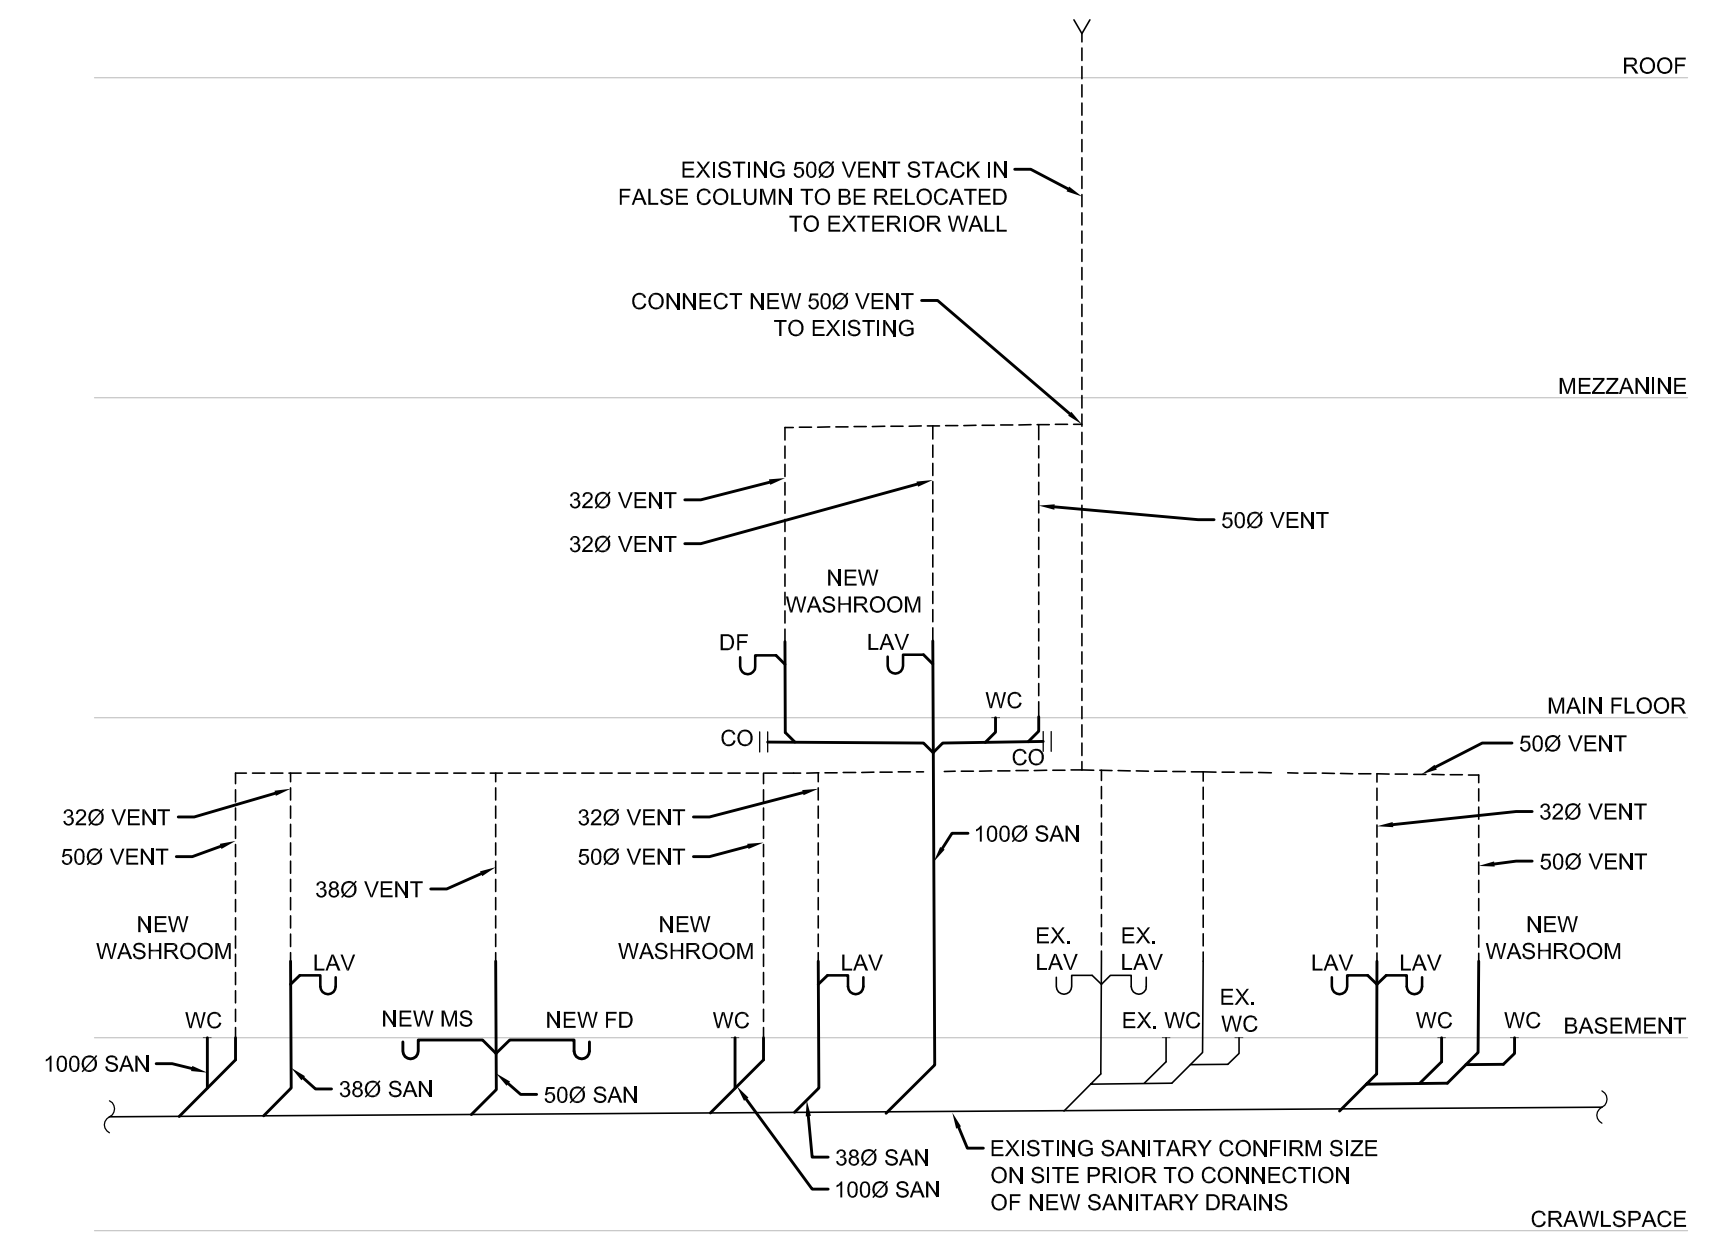 ROOF
EXISTING 50Ø VENT STACK IN
FALSE COLUMN TO BE RELOCATED
TO EXTERIOR WALL
CONNECT NEW 50Ø VENT
TO EXISTING
MEZZANINE
32Ø VENT
32Ø VENT
50Ø VENT
NEW
WASHROOM
DF
LAV
WC
MAIN FLOOR
CO
CO
50Ø VENT
32Ø VENT
50Ø VENT
38Ø VENT
32Ø VENT
50Ø VENT
100Ø SAN
32Ø VENT
50Ø VENT
NEW
WASHROOM
LAV
WC
NEW MS
NEW FD
NEW
WASHROOM
LAV
WC
EX.
LAV
EX.
LAV
EX. WC
EX.
WC
LAV
LAV
NEW
WASHROOM
WC
WC
BASEMENT
100Ø SAN
38Ø SAN
50Ø SAN
38Ø SAN
100Ø SAN
EXISTING SANITARY CONFIRM SIZE
ON SITE PRIOR TO CONNECTION
OF NEW SANITARY DRAINS
CRAWLSPACE